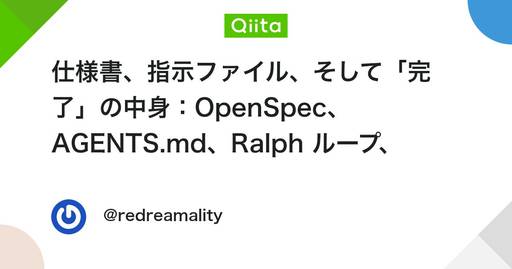 Qiita
仕様書、指示ファイル、そして「完
了」の中身：OpenSpec、
AGENTS.md、Ralph ループ、
@redreamality